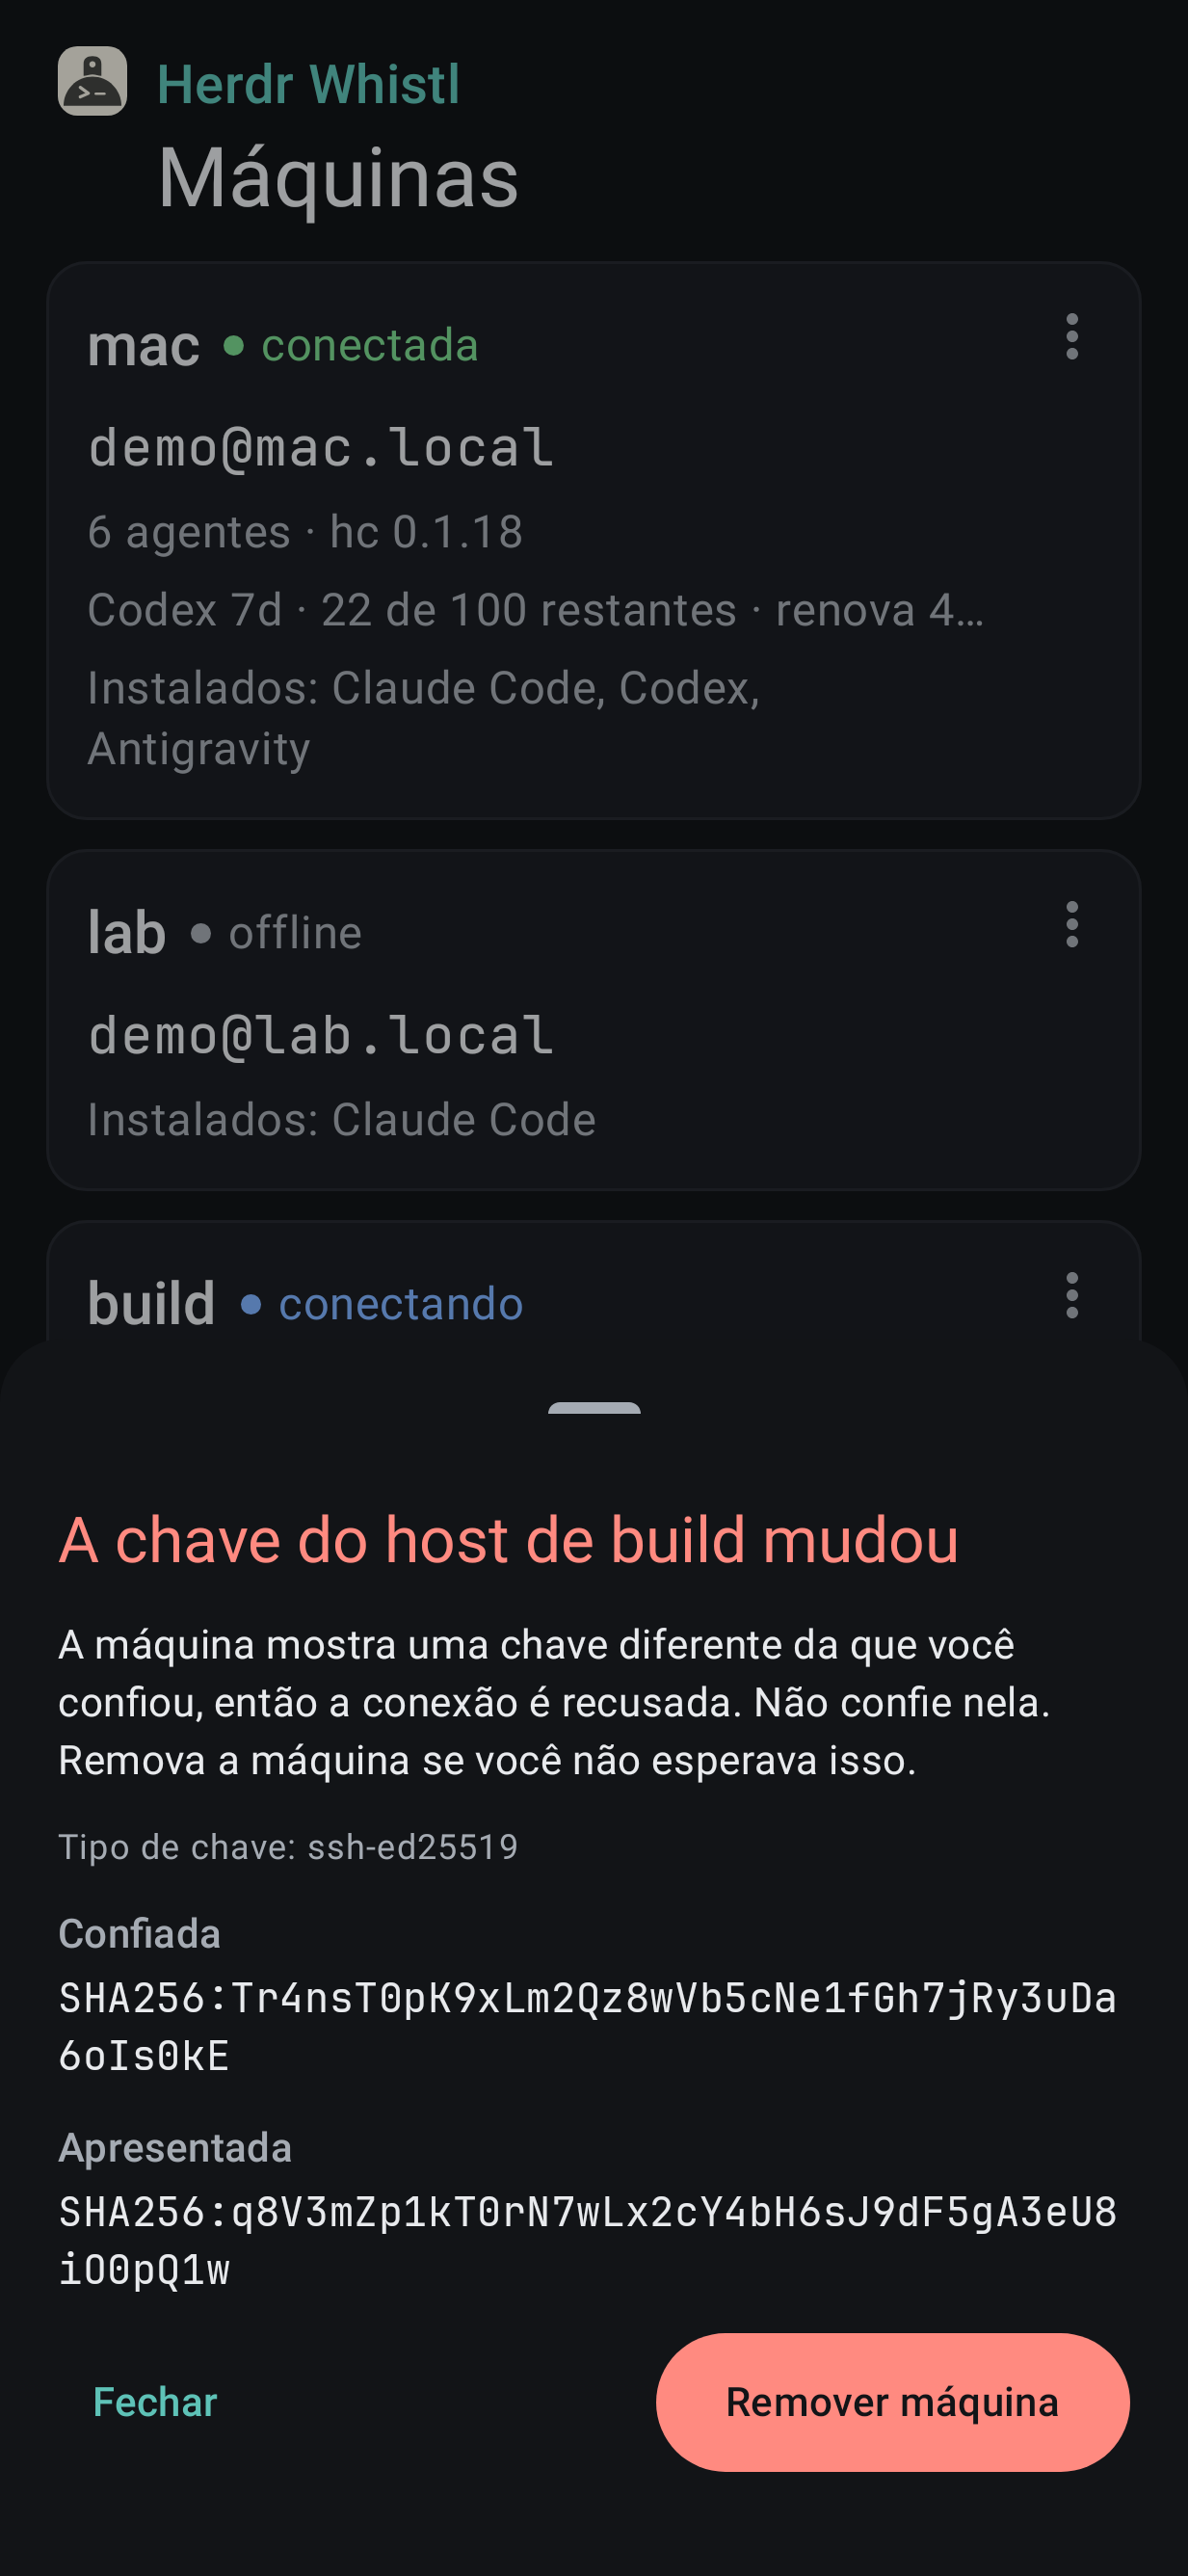 Herdr Whistl
Máquinas
mac • conectada
demo@mac.local
6 agentes · hc 0.1.18
Codex 7d · 22 de 100 restantes · renova 4…
Instalados: Claude Code, Codex,
Antigravity
lab • offline
demo@lab.local
Instalados: Claude Code
build • conectando
A chave do host de build mudou
A máquina mostra uma chave diferente da que você
confiou, então a conexão é recusada. Não confie nela.
Remova a máquina se você não esperava isso.
Tipo de chave: ssh-ed25519
Confiada
SHA256:Tr4nsT0pK9xLm2Qz8wVb5cNe1fGh7jRy3uDa
6oIs0kE
Apresentada
SHA256:q8V3mZp1kT0rN7wLx2cY4bH6sJ9dF5gA3eU8
iO0pQ1w
Fechar
Remover máquina